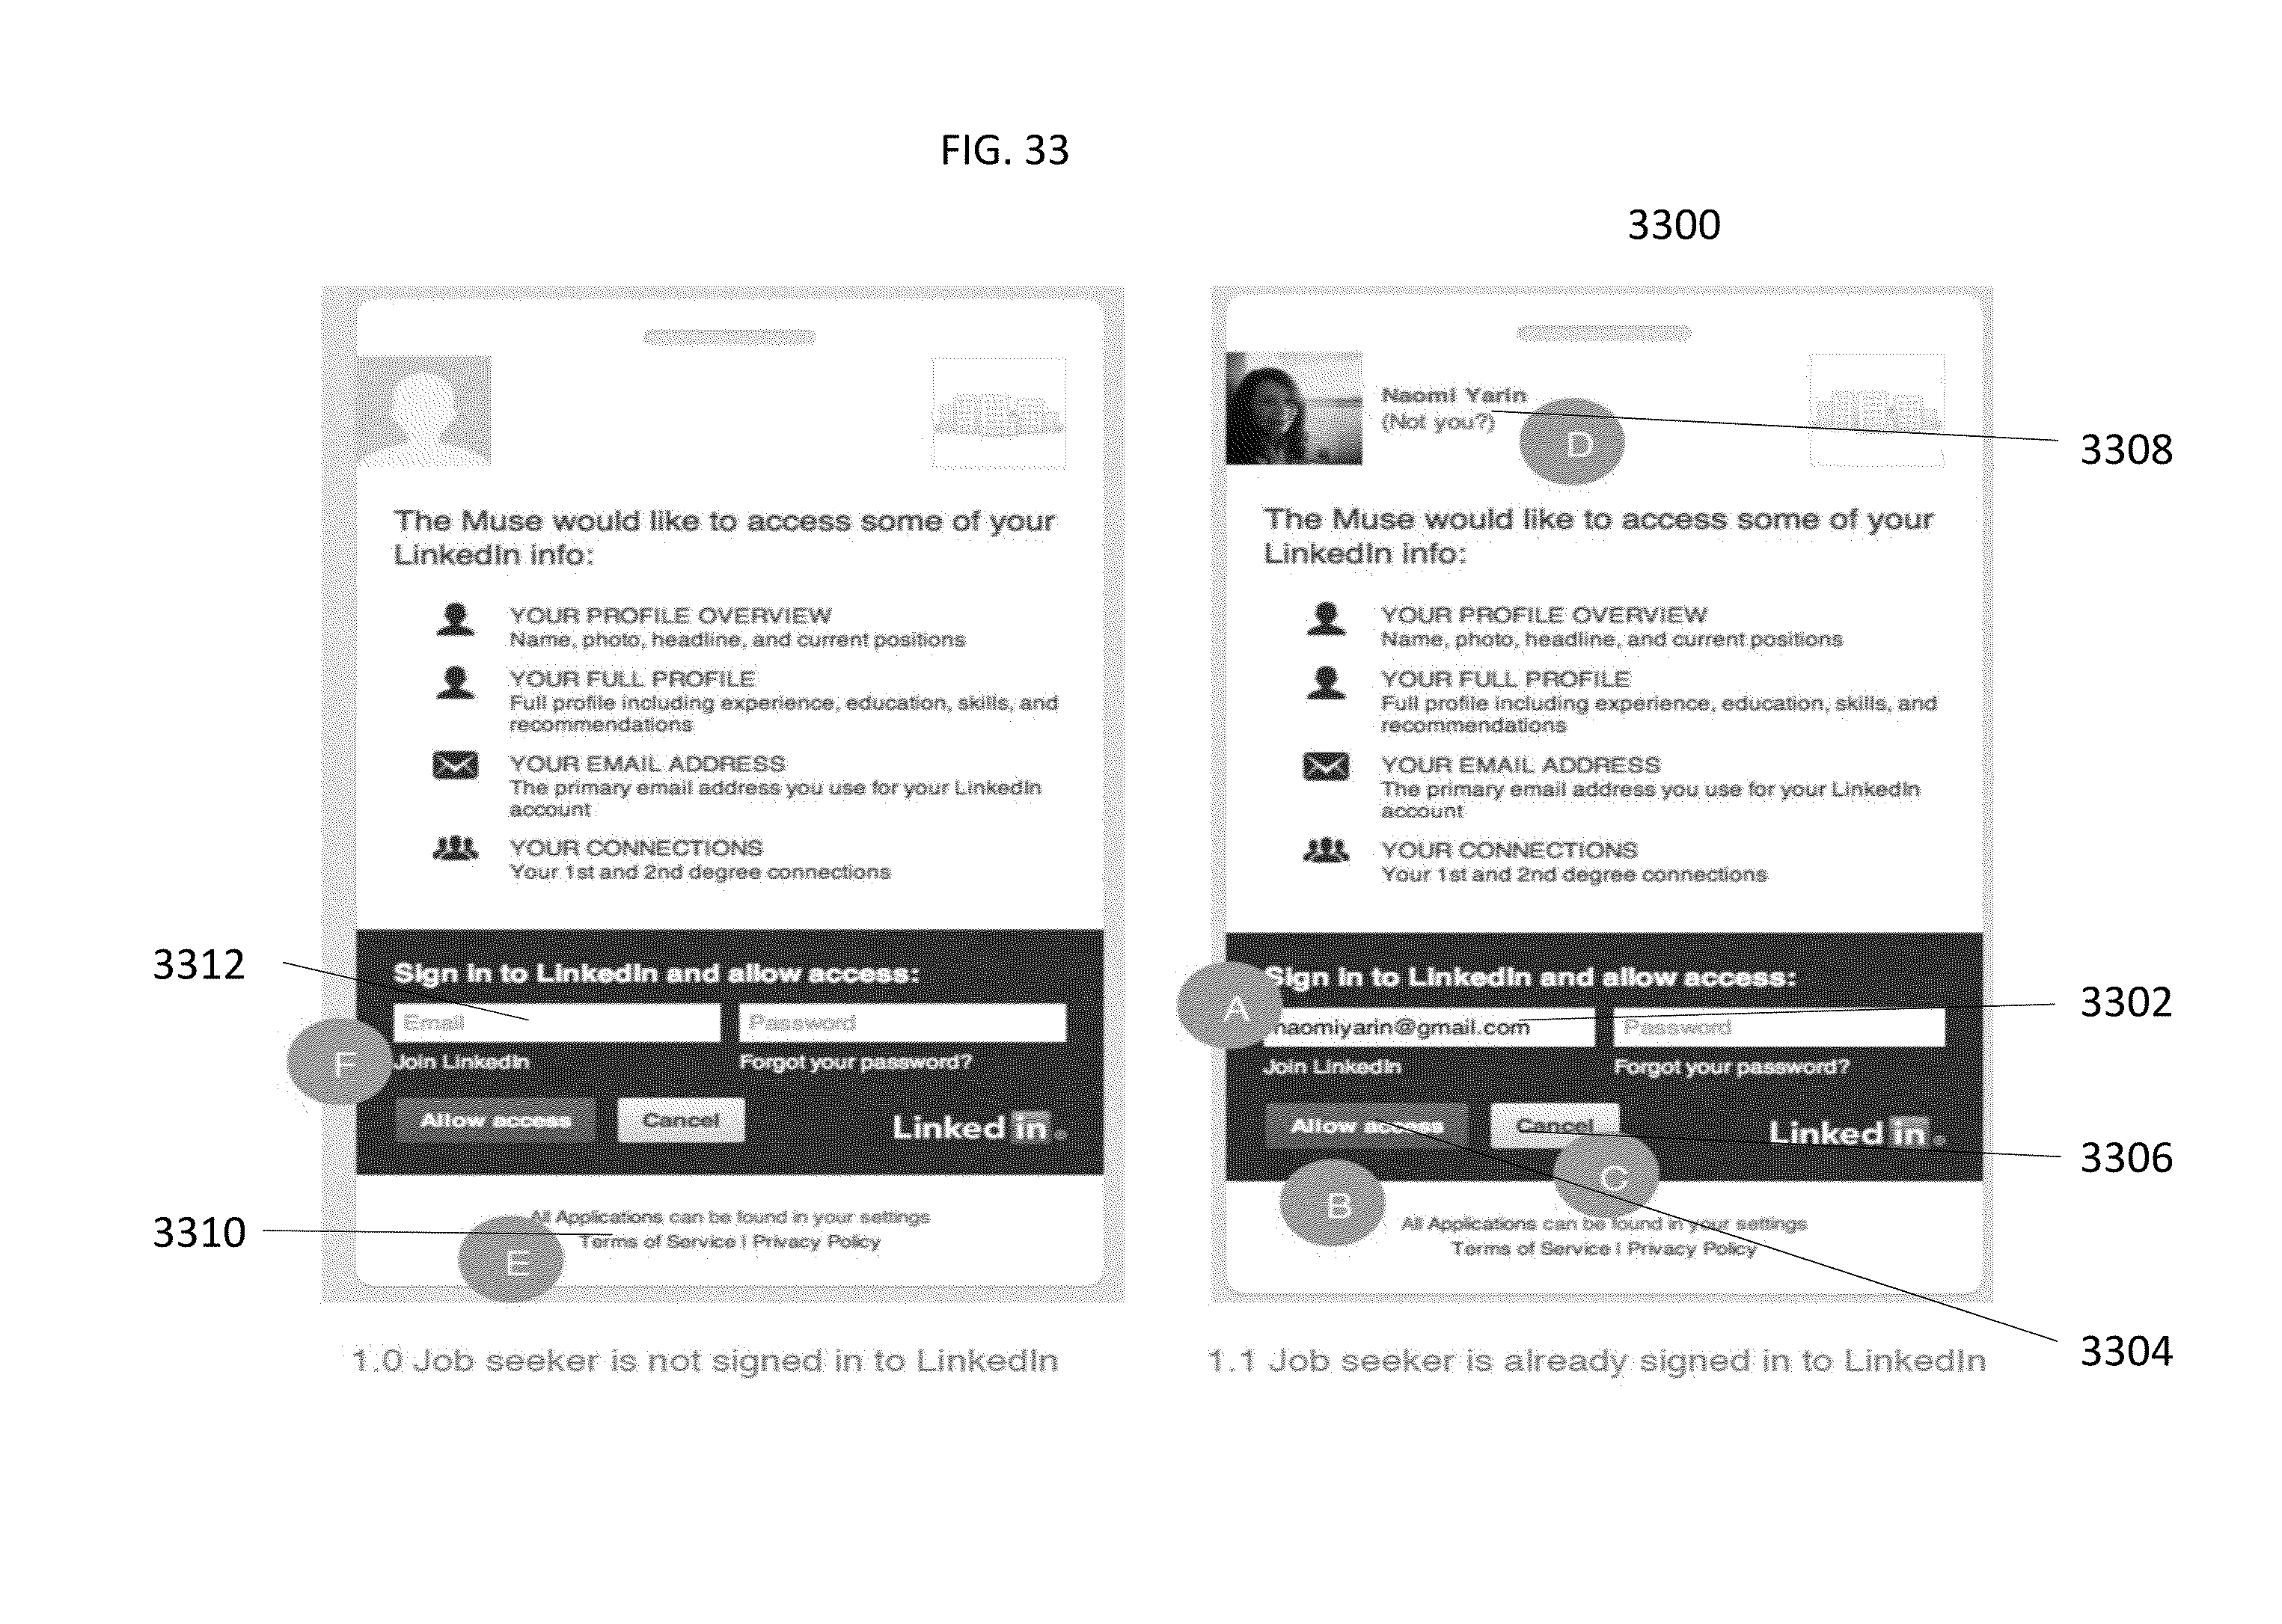 FIG. 33
3300
The Muse would like to access some of your
LinkedIn info:
YOUR PROFILE OVERVIEW
Name, photo, headline, and current positions
YOUR FULL PROFILE
Full profile including experience, education, skills, and
recommendations
YOUR EMAIL ADDRESS
The primary email address you use for your LinkedIn
account
YOUR CONNECTIONS
Your 1st and 2nd degree connections
3312
Sign in to LinkedIn and allow access:
Email
Password
F
Join LinkedIn
Forgot your password?
Allow access
Cancel
Linked in
3310
All Applications can be found in your settings
Terms of Service | Privacy Policy
E
1.0 Job seeker is not signed in to LinkedIn
Naomi Yarin
(Not you?)
D
3308
The Muse would like to access some of your
LinkedIn info:
YOUR PROFILE OVERVIEW
Name, photo, headline, and current positions
YOUR FULL PROFILE
Full profile including experience, education, skills, and
recommendations
YOUR EMAIL ADDRESS
The primary email address you use for your LinkedIn
account
YOUR CONNECTIONS
Your 1st and 2nd degree connections
Sign in to LinkedIn and allow access:
A
naomiyarin@gmail.com
Password
3302
Join LinkedIn
Forgot your password?
Allow access
Cancel
Linked in
3306
C
B
All Applications can be found in your settings
Terms of Service | Privacy Policy
3304
1.1 Job seeker is already signed in to LinkedIn